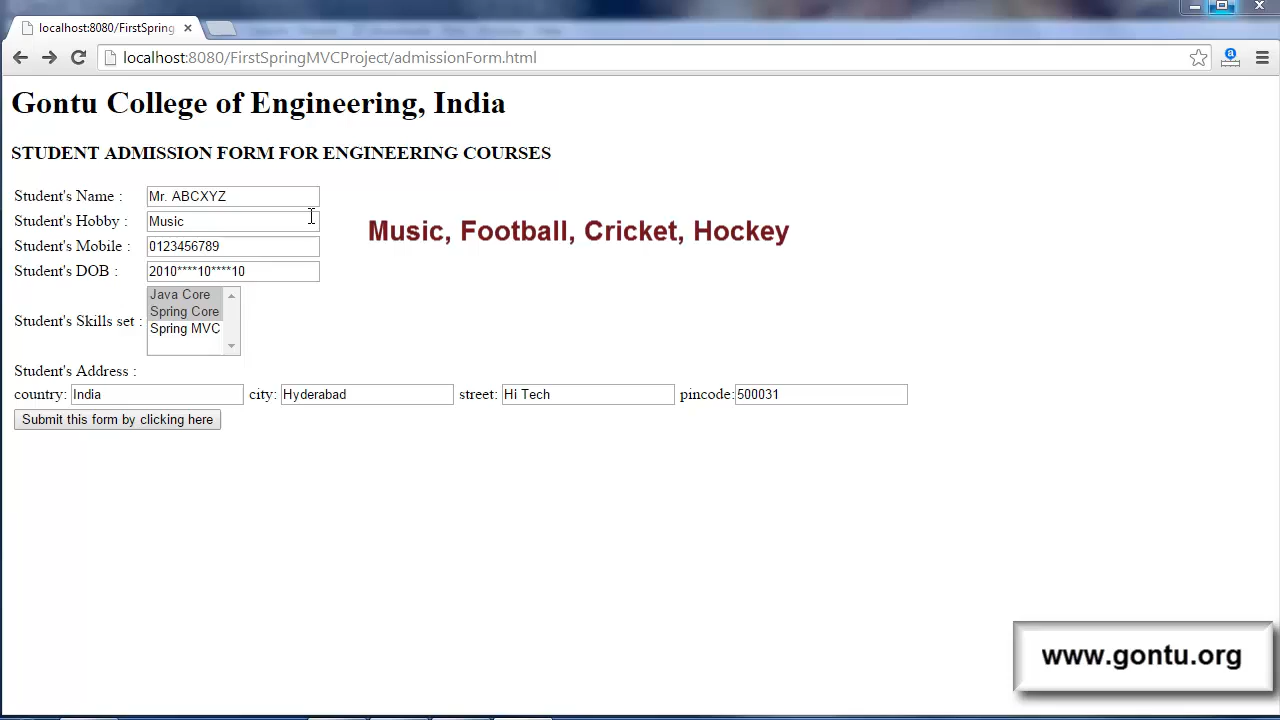 localhost:8080/FirstSpring
localhost:8080/FirstSpringMVCProject/admissionForm.html
Gontu College of Engineering, India
STUDENT ADMISSION FORM FOR ENGINEERING COURSES
Student's Name : Mr. ABCXYZ
Student's Hobby : Music
Music, Football, Cricket, Hockey
Student's Mobile : 0123456789
Student's DOB : 2010****10****10
Java Core
Spring Core
Student's Skills set :
Spring MVC
Student's Address :
country: India city: Hyderabad street: Hi Tech pincode: 500031
Submit this form by clicking here
www.gontu.org